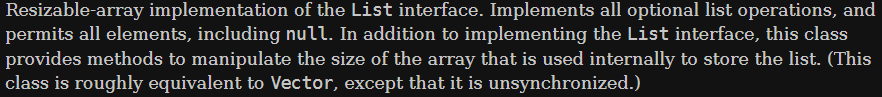 Resizable-array implementation of the List interface. Implements all optional list operations, and
permits all elements, including null. In addition to implementing the List interface, this class
provides methods to manipulate the size of the array that is used internally to store the list. (This
class is roughly equivalent to Vector, except that it is unsynchronized.)